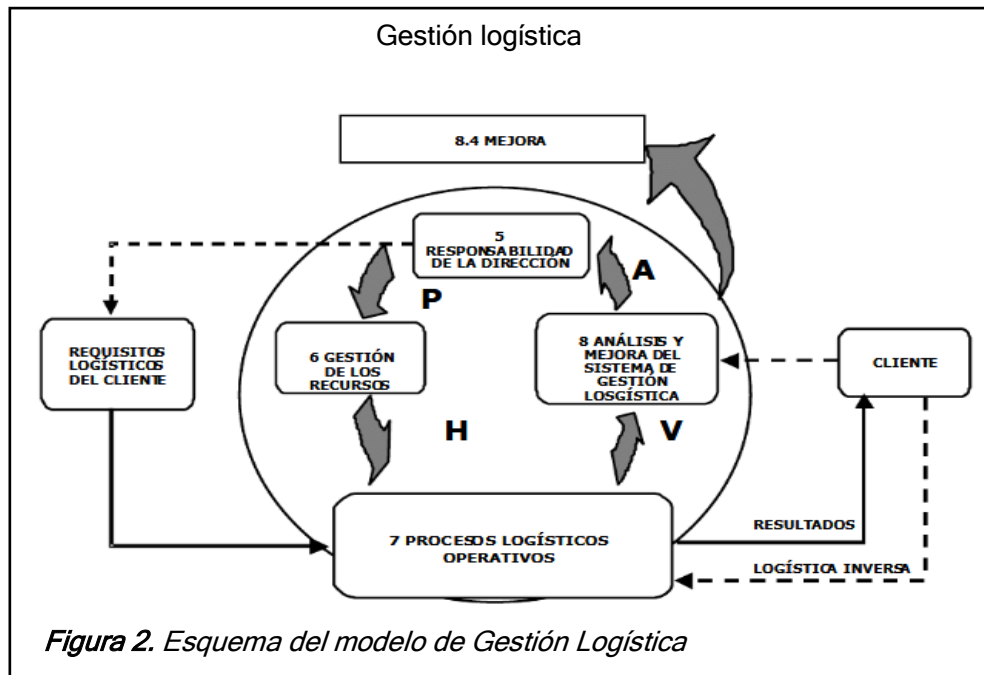 Gestión logística
8.4 MEJORA
5
RESPONSABILIDAD
DE LA DIRECCIÓN
A
P
REQUISITOS
LOGÍSTICOS
DEL CLIENTE
6 GESTIÓN
DE LOS
RECURSOS
8 ANÁLISIS Y
MEJORA DEL
SISTEMA DE
GESTIÓN
LOSGÍSTICA
CLIENTE
H
V
7 PROCESOS LOGÍSTICOS
OPERATIVOS
RESULTADOS
LOGÍSTICA INVERSA
Figura 2. Esquema del modelo de Gestión Logística